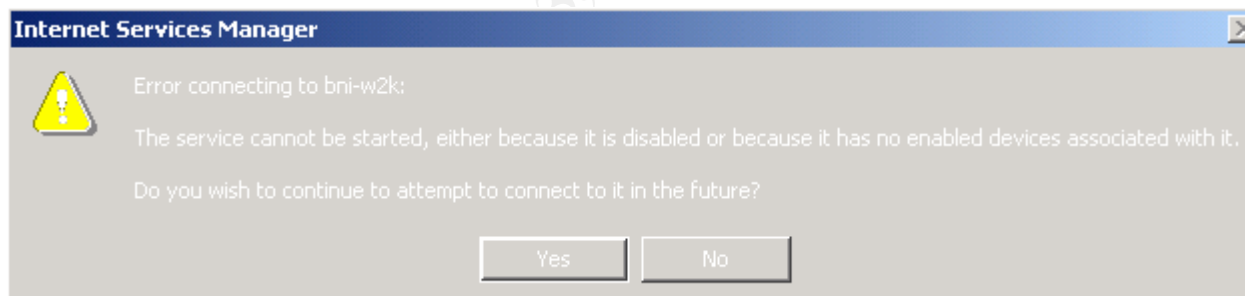 Internet Services Manager
Error connecting to bni-w2k:
The service cannot be started, either because it is disabled or because it has no enabled devices associated with it.
Do you wish to continue to attempt to connect to it in the future?
Yes No